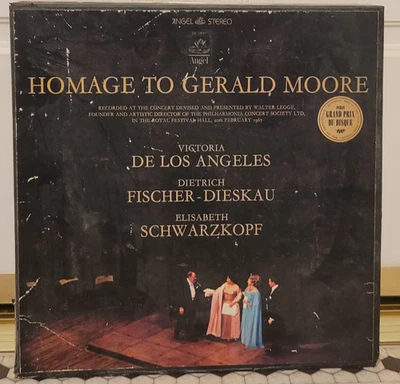 ANGEL STEREO
Angel
HOMAGE TO GERALD MOORE
RECORDED AT THE CONCERT DEVISED AND PRESENTED BY WALTER LEGGE,
FOUNDER AND ARTISTIC DIRECTOR OF THE PHILHARMONIA CONCERT SOCIETY LTD,
IN THE ROYAL FESTIVAL HALL, 20th FEBRUARY 1967
GRAND PRIX
DU DISQUE
VICTORIA
DE LOS ANGELES
DIETRICH
FISCHER-DIESKAU
ELISABETH
SCHWARZKOPF